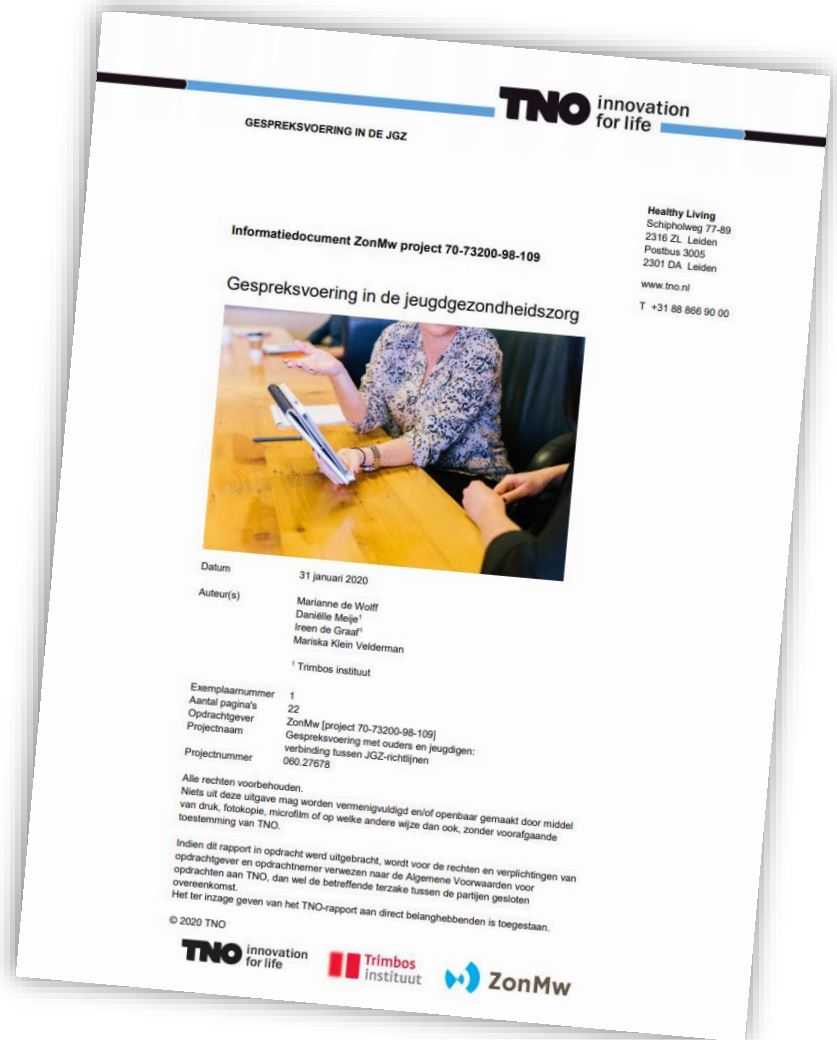 TNO innovation
for life
GESPREKSVOERING IN DE JGZ
Healthy Living
Schipholweg 77-89
2316 ZL Leiden
Postbus 3005
2301 DA Leiden
www.tno.nl
T +31 88 866 90 00
Informatiedocument ZonMw project 70-73200-98-109
Gespreksvoering in de jeugdgezondheidszorg
Datum 31 januari 2020
Auteur(s) Marianne de Wolff
Daniëlle Meije¹
Ireen de Graaf¹
Mariska Klein Velderman
¹ Trimbos instituut
Exemplaarnummer 1
Aantal pagina's 22
Opdrachtgever ZonMw [project 70-73200-98-109]
Projectnaam Gespreksvoering met ouders en jeugdigen:
verbinding tussen JGZ-richtlijnen
Projectnummer 060.27678
Alle rechten voorbehouden.
Niets uit deze uitgave mag worden vermenigvuldigd en/of openbaar gemaakt door middel
van druk, fotokopie, microfilm of op welke andere wijze dan ook, zonder voorafgaande
toestemming van TNO.
Indien dit rapport in opdracht werd uitgebracht, wordt voor de rechten en verplichtingen van
opdrachtgever en opdrachtnemer verwezen naar de Algemene Voorwaarden voor
opdrachten aan TNO, dan wel de betreffende terzake tussen de partijen gesloten
overeenkomst.
Het ter inzage geven van het TNO-rapport aan direct belanghebbenden is toegestaan.
© 2020 TNO
TNO innovation
for life
Trimbos
instituut
ZonMw